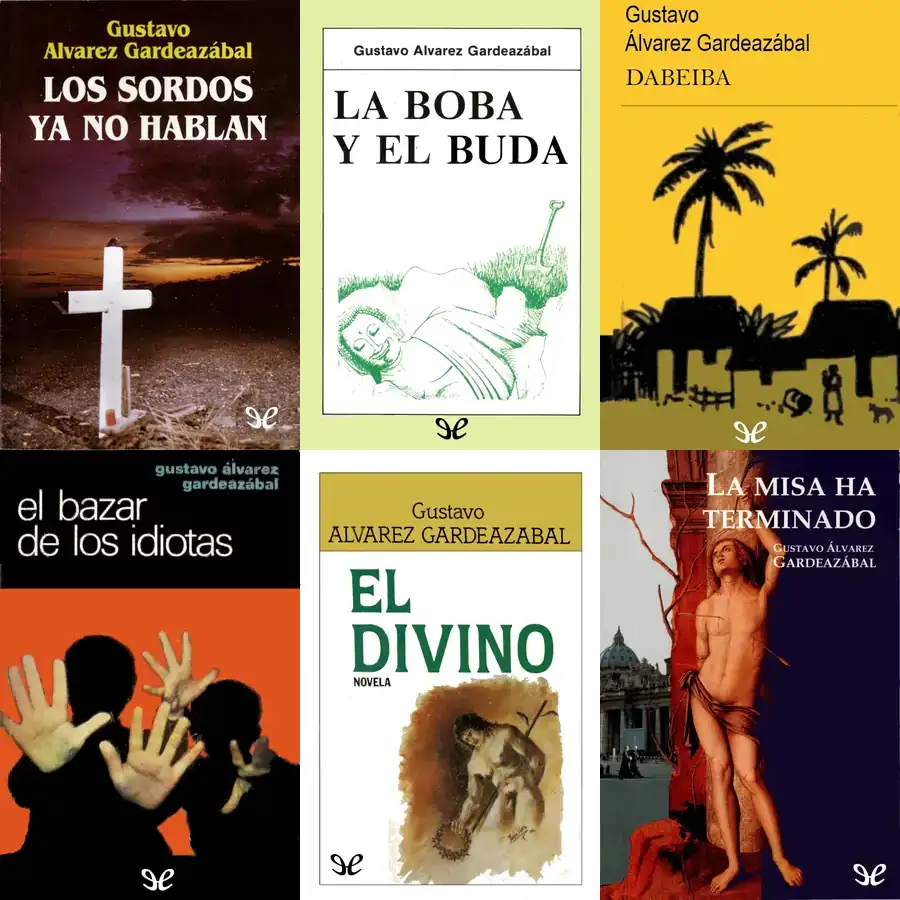 Gustavo
Alvarez Gardeazábal
LOS SORDOS
YA NO HABLAN
Gustavo Alvarez Gardeazábal
LA BOBA
Y EL BUDA
Gustavo
Álvarez Gardeazábal
DABEIBA
gustavo álvarez
gardeazábal
el bazar
de los idiotas
Gustavo
ALVAREZ GARDEAZABAL
EL
DIVINO
NOVELA
LA MISA HA
TERMINADO
GUSTAVO ÁLVAREZ
GARDEAZÁBAL